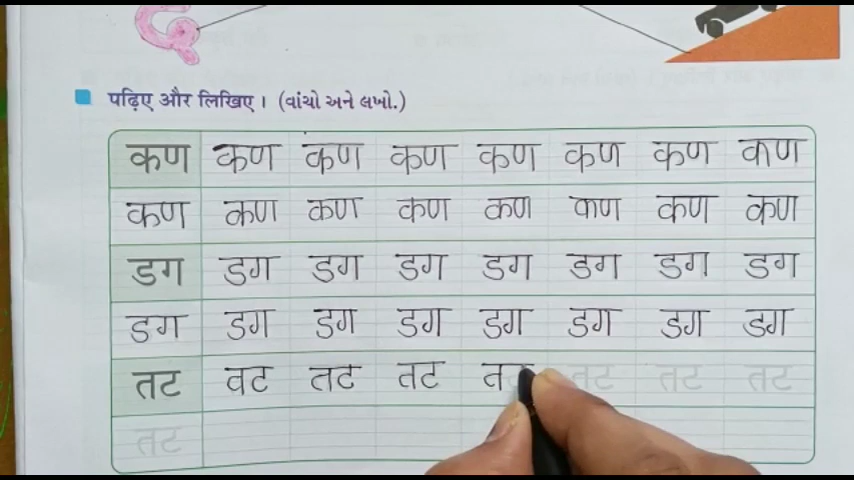 पढ़िए और लिखिए। (વાંચો અને લખો.)
कण कण कण कण कण कण कण कण
कण कण कण कण कण कण कण कण
डग डग डग डग डग डग डग डग
डग डग डग डग डग डग डग डग
तट वट तट तट तट तट तट तट
तट